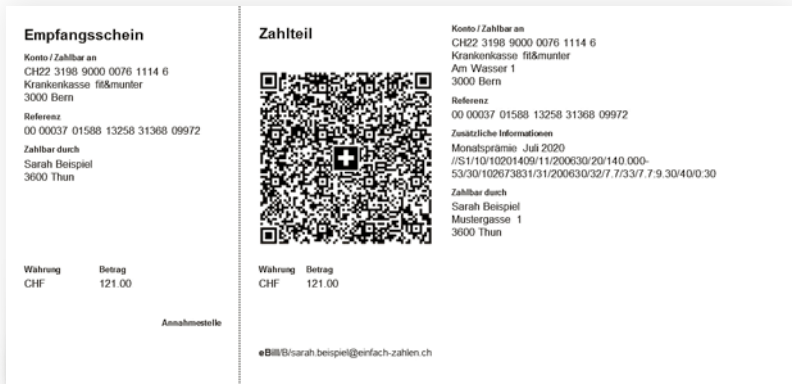 Empfangsschein
Konto / Zahlbar an
CH22 3198 9000 0076 1114 6
Krankenkasse fit&munter
3000 Bern
Referenz
00 00037 01588 13258 31368 09972
Zahlbar durch
Sarah Beispiel
3600 Thun
Währung Betrag
CHF 121.00
Annahmestelle
Zahlteil
Währung Betrag
CHF 121.00
eBill/B/sarah.beispiel@einfach-zahlen.ch
Konto / Zahlbar an
CH22 3198 9000 0076 1114 6
Krankenkasse fit&munter
Am Wasser 1
3000 Bern
Referenz
00 00037 01588 13258 31368 09972
Zusätzliche Informationen
Monatsprämie Juli 2020
//S1/10/10201409/11/200630/20/140.000-
53/30/102673831/31/200630/32/7.7/33/7.7:9.30/40/0:30
Zahlbar durch
Sarah Beispiel
Mustergasse 1
3600 Thun